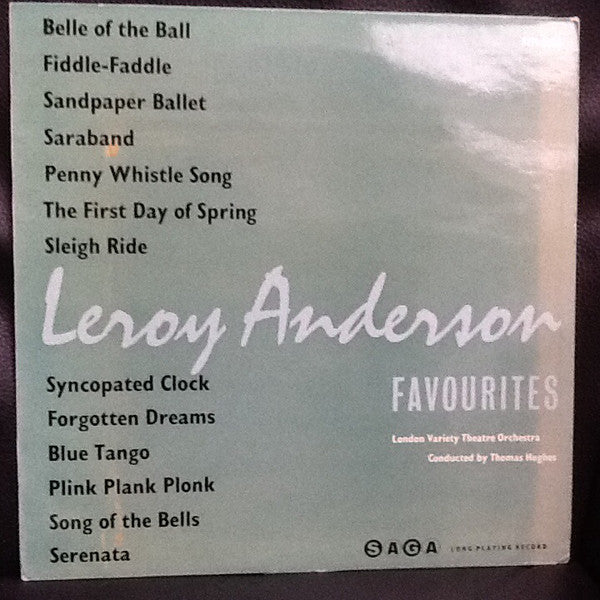 Belle of the Ball
Fiddle-Faddle
Sandpaper Ballet
Saraband
Penny Whistle Song
The First Day of Spring
Sleigh Ride
Leroy Anderson
FAVOURITES
London Variety Theatre Orchestra
Conducted by Thomas Hughes
Syncopated Clock
Forgotten Dreams
Blue Tango
Plink Plank Plonk
Song of the Bells
Serenata
SAGA LONG PLAYING RECORD